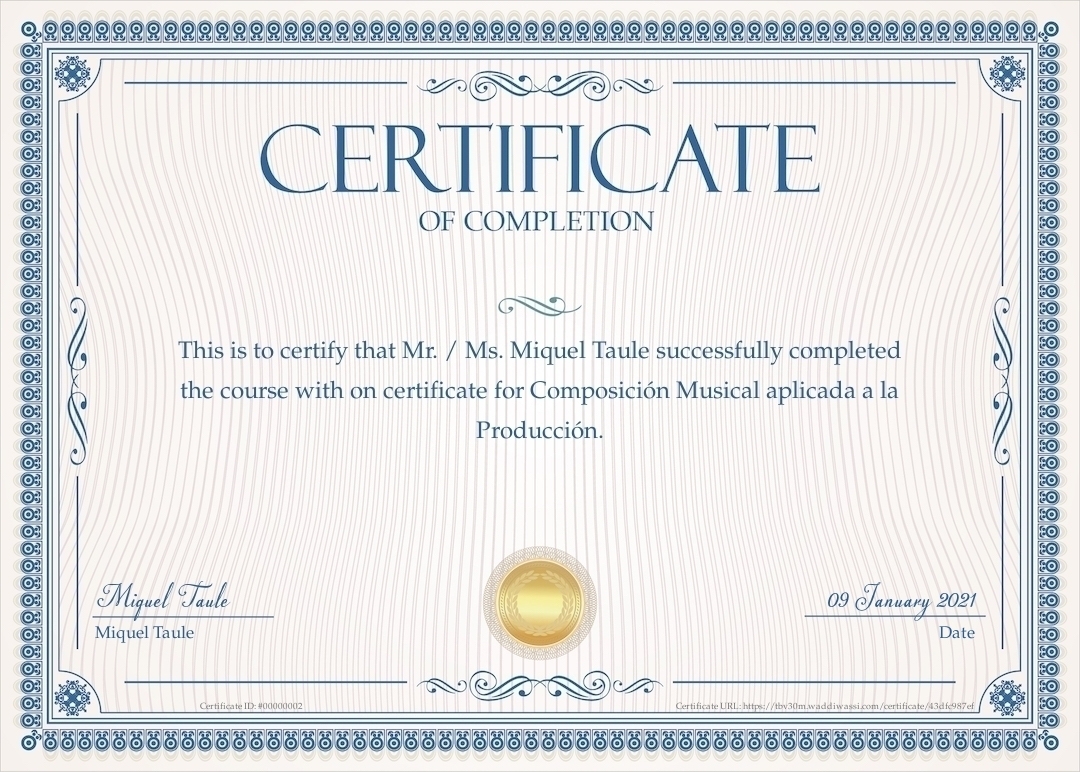 CERTIFICATE
OF COMPLETION
This is to certify that Mr. / Ms. Miquel Taule successfully completed
the course with on certificate for Composición Musical aplicada a la
Producción.
Miquel Taule
09 January 2021
Miquel Taule
Date
Certificate ID: #00000002
Certificate URL: https://tbv30m.waddiwassi.com/certificate/43dfc987ef